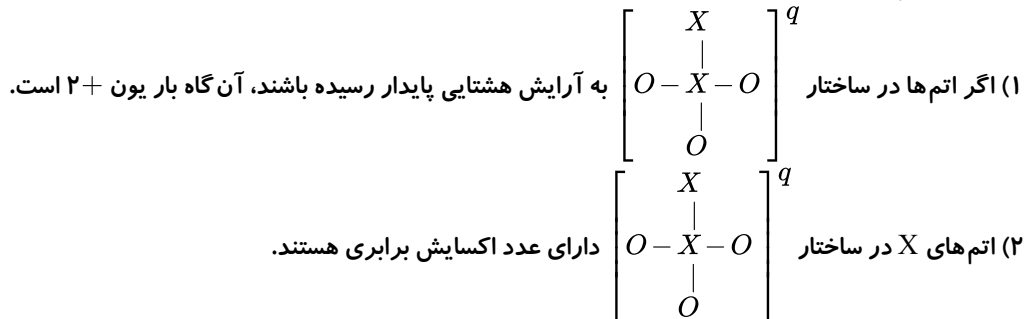 ۱) اگر اتم‌ها در ساختار [O – X(– X)(– O) – O]^q به آرایش هشتایی پایدار رسیده باشند، آن گاه بار یون +۲ است.
۲) اتم‌های X در ساختار [O – X(– X)(– O) – O]^q دارای عدد اکسایش برابری هستند.